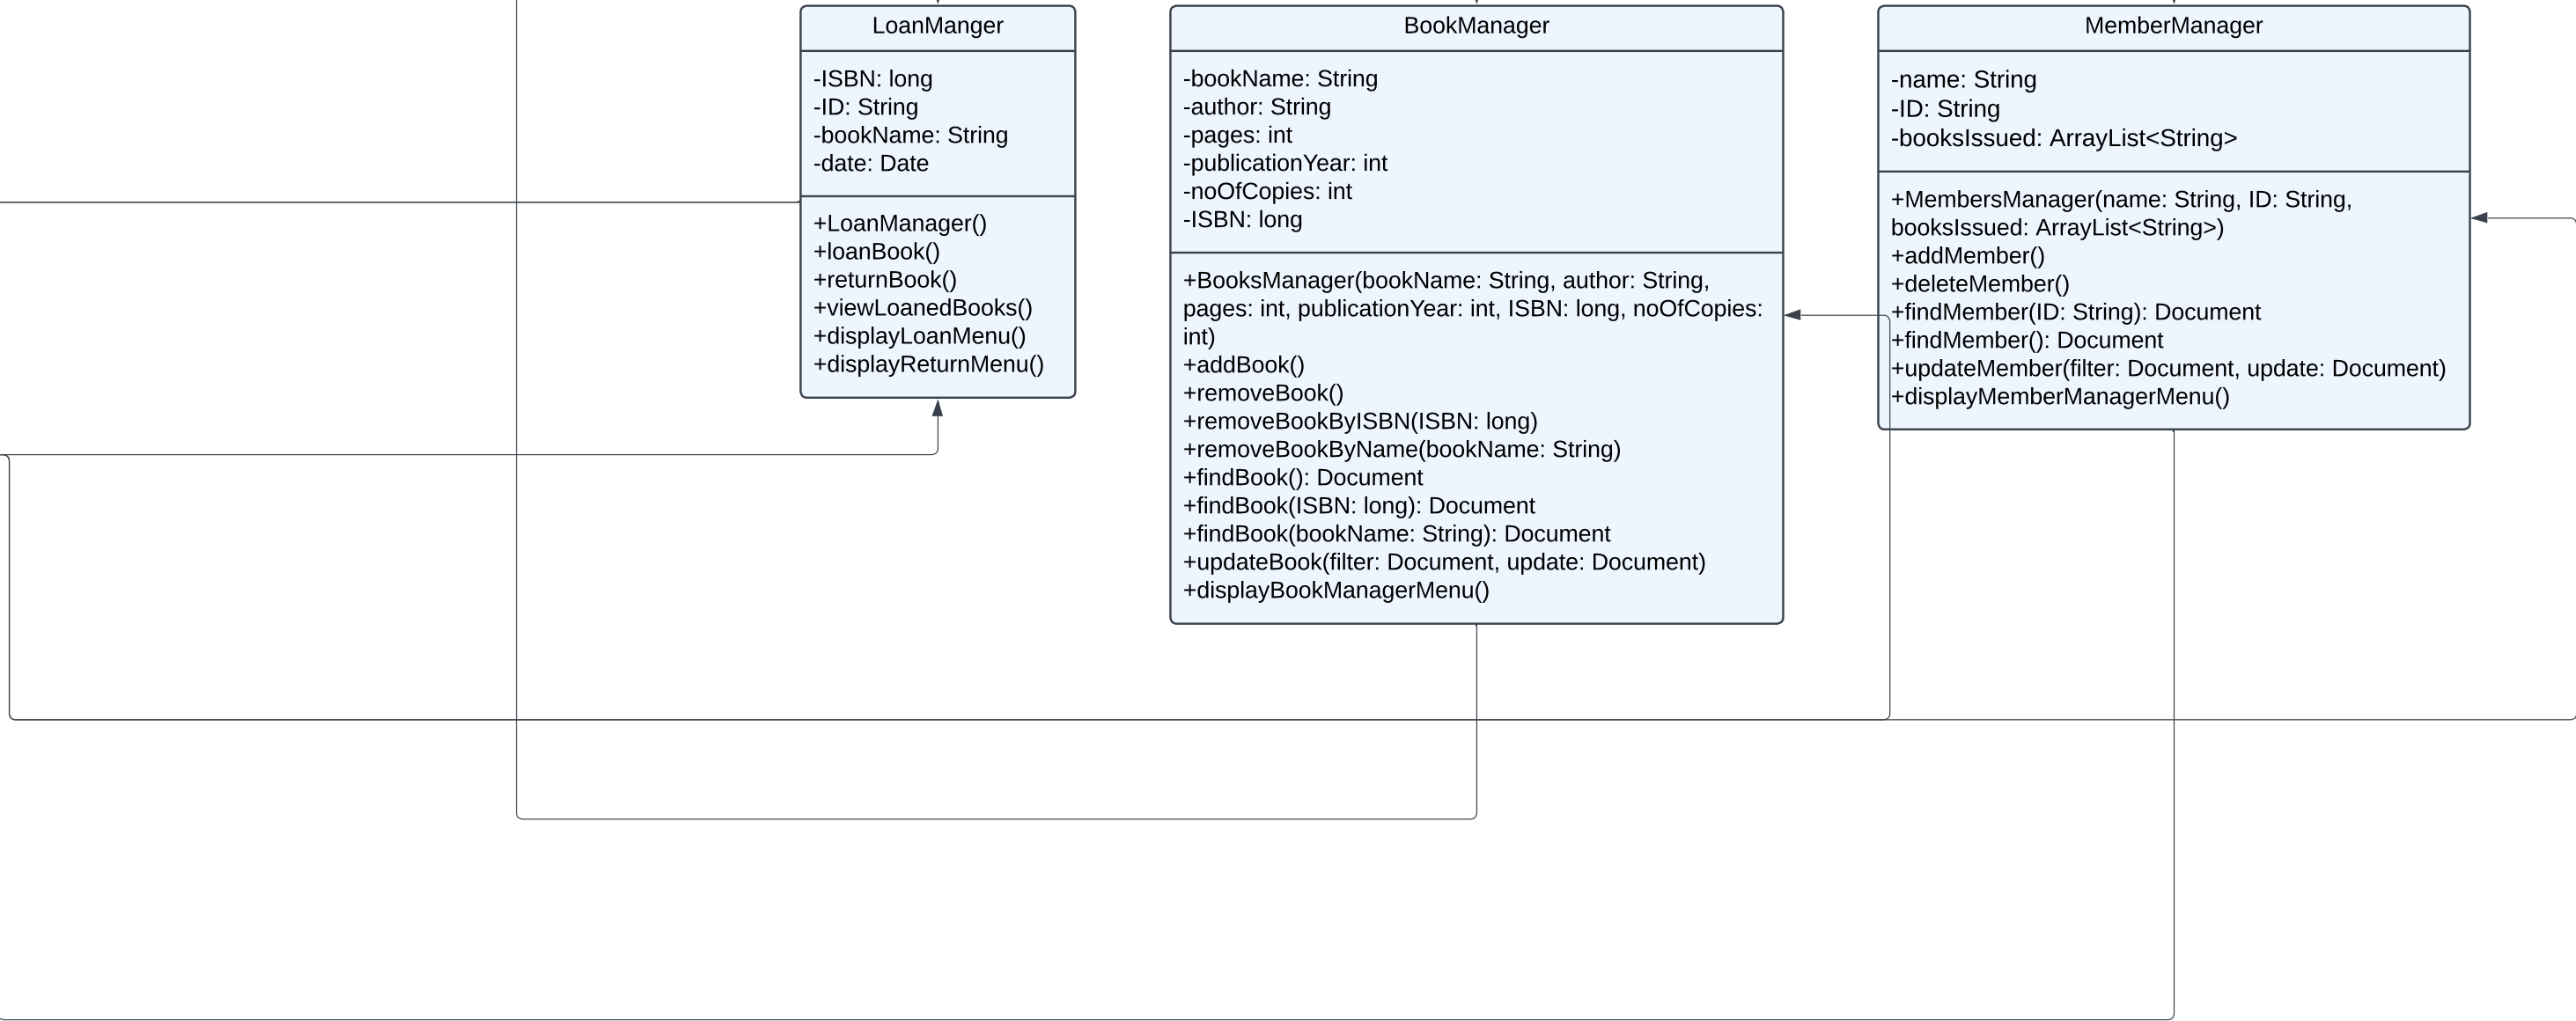 LoanManger
-ISBN: long
-ID: String
-bookName: String
-date: Date
+LoanManager()
+loanBook()
+returnBook()
+viewLoanedBooks()
+displayLoanMenu()
+displayReturnMenu()
BookManager
-bookName: String
-author: String
-pages: int
-publicationYear: int
-noOfCopies: int
-ISBN: long
+BooksManager(bookName: String, author: String,
pages: int, publicationYear: int, ISBN: long, noOfCopies:
int)
+addBook()
+removeBook()
+removeBookByISBN(ISBN: long)
+removeBookByName(bookName: String)
+findBook(): Document
+findBook(ISBN: long): Document
+findBook(bookName: String): Document
+updateBook(filter: Document, update: Document)
+displayBookManagerMenu()
MemberManager
-name: String
-ID: String
-booksIssued: ArrayList<String>
+MembersManager(name: String, ID: String,
booksIssued: ArrayList<String>)
+addMember()
+deleteMember()
+findMember(ID: String): Document
+findMember(): Document
+updateMember(filter: Document, update: Document)
+displayMemberManagerMenu()